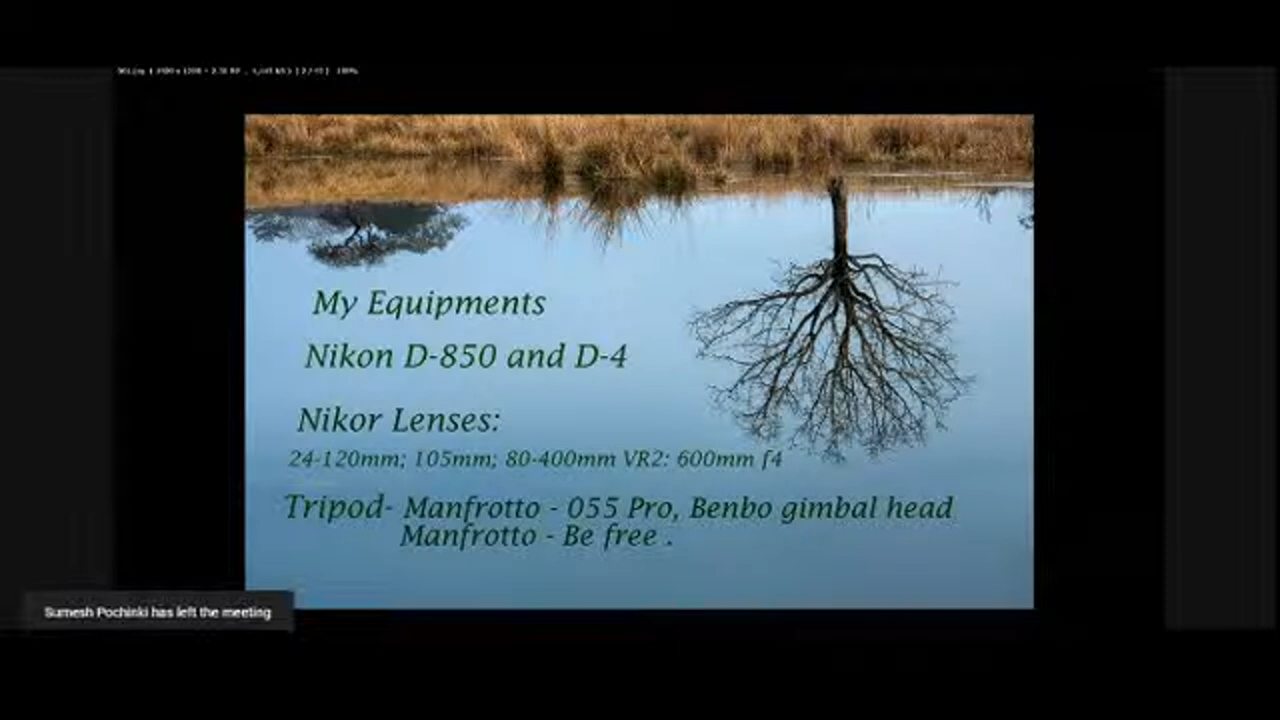 My Equipments
Nikon D-850 and D-4
Nikor Lenses:
24-120mm; 105mm; 80-400mm VR2: 600mm f4
Tripod- Manfrotto - 055 Pro, Benbo gimbal head
Manfrotto - Be free .
Sumesh Pochinki has left the meeting